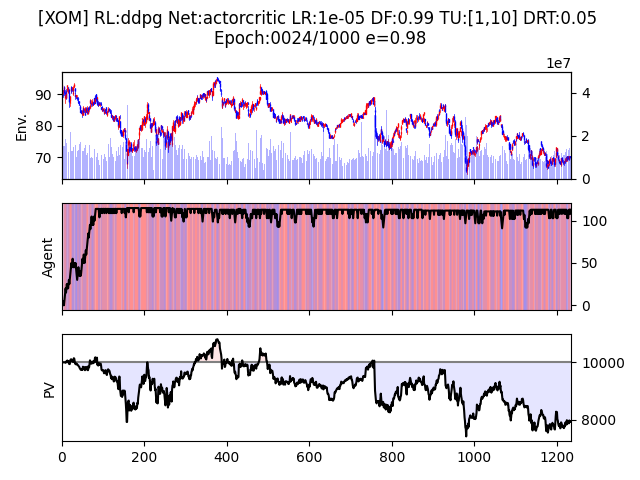 [XOM] RL:ddpg Net:actorcritic LR:1e-05 DF:0.99 TU:[1,10] DRT:0.05
Epoch:0024/1000 e=0.98
1e7
Env.
90
80
70
4
2
0
Agent
100
50
0
PV
10000
8000
0 200 400 600 800 1000 1200